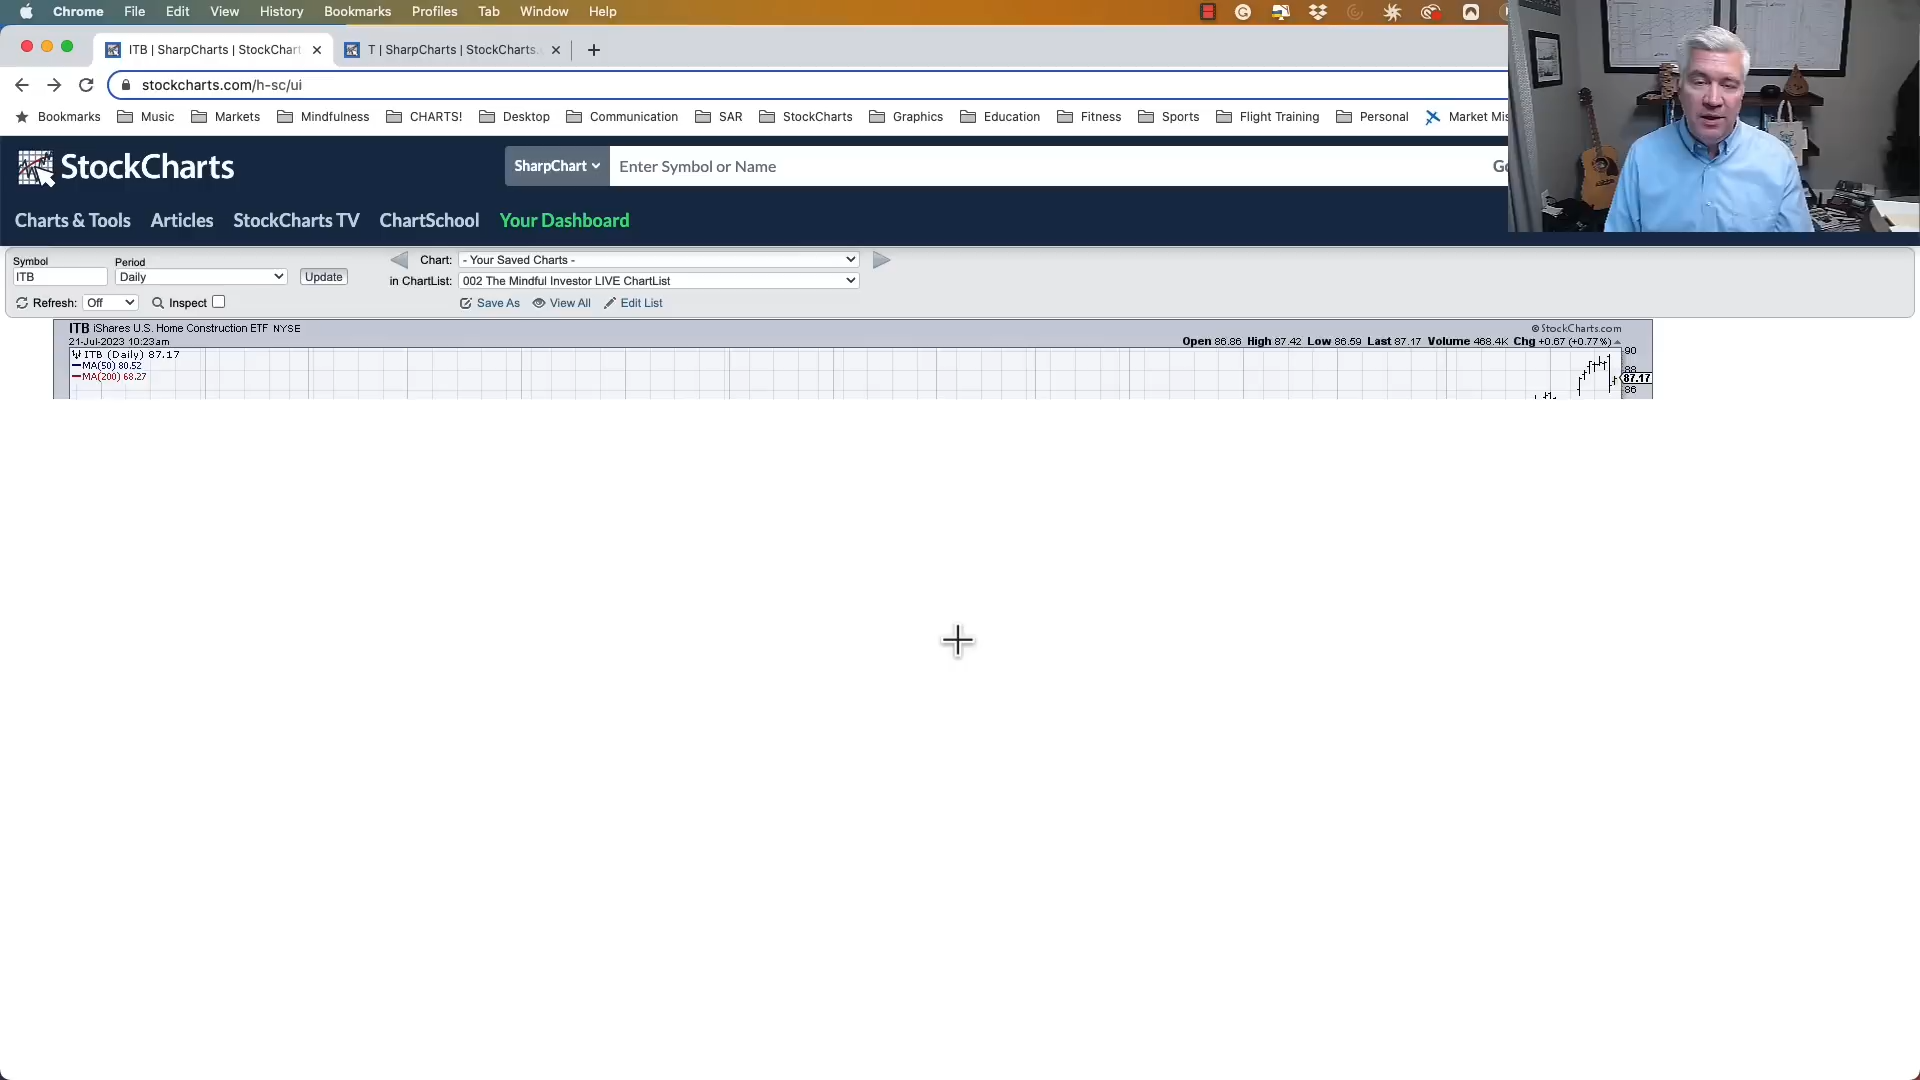 Chrome File Edit View History Bookmarks Profiles Tab Window Help
ITB | SharpCharts | StockChart T | SharpCharts | StockCharts.
stockcharts.com/h-sc/ui
Bookmarks Music Markets Mindfulness CHARTS! Desktop Communication SAR StockCharts Graphics Education Fitness Sports Flight Training Personal Market Mis
StockCharts SharpChart Enter Symbol or Name Go
Charts & Tools Articles StockCharts TV ChartSchool Your Dashboard
Symbol Period Chart: - Your Saved Charts -
ITB Daily Update in ChartList: 002 The Mindful Investor LIVE ChartList
Refresh: Off Inspect Save As View All Edit List
ITB iShares U.S. Home Construction ETF NYSE © StockCharts.com
21-Jul-2023 10:23am Open 86.86 High 87.42 Low 86.59 Last 87.17 Volume 468.4K Chg +0.67 (+0.77%)
ITB (Daily) 87.17 90
MA(50) 80.52 88
MA(200) 68.27 87.17
86